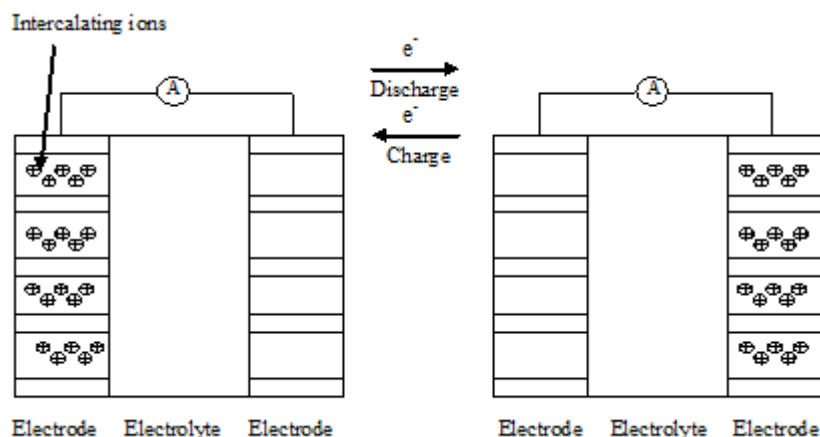 Intercalating ions
e⁻
Discharge
e⁻
Charge
A
A
Electrode Electrolyte Electrode
Electrode Electrolyte Electrode